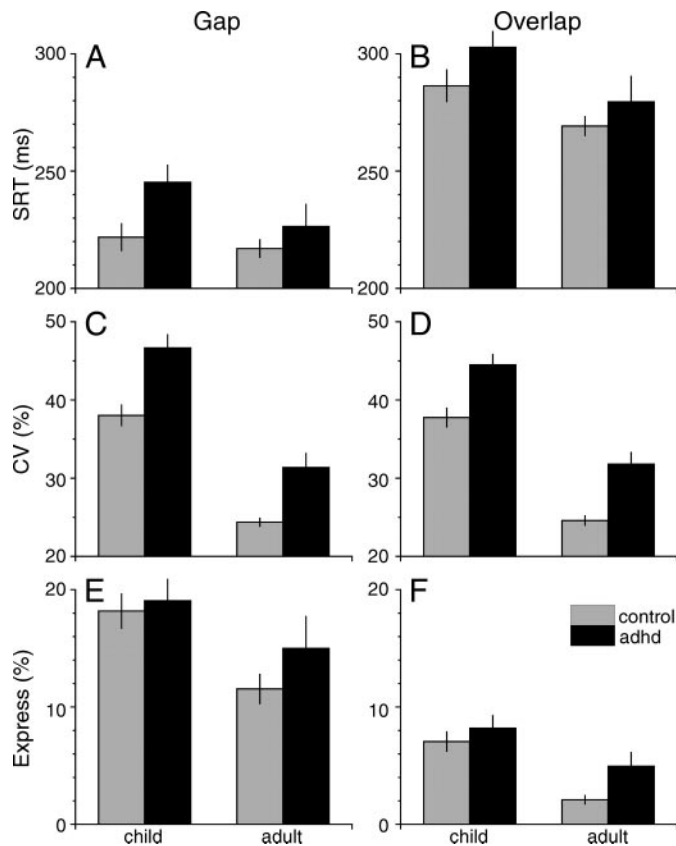 Gap Overlap
A B
300 300
SRT (ms)
250 250
200 200
C D
50 50
CV (%)
40 40
30 30
20 20
E F
20 20
control
adhd
Express (%)
10 10
0 0
child adult child adult